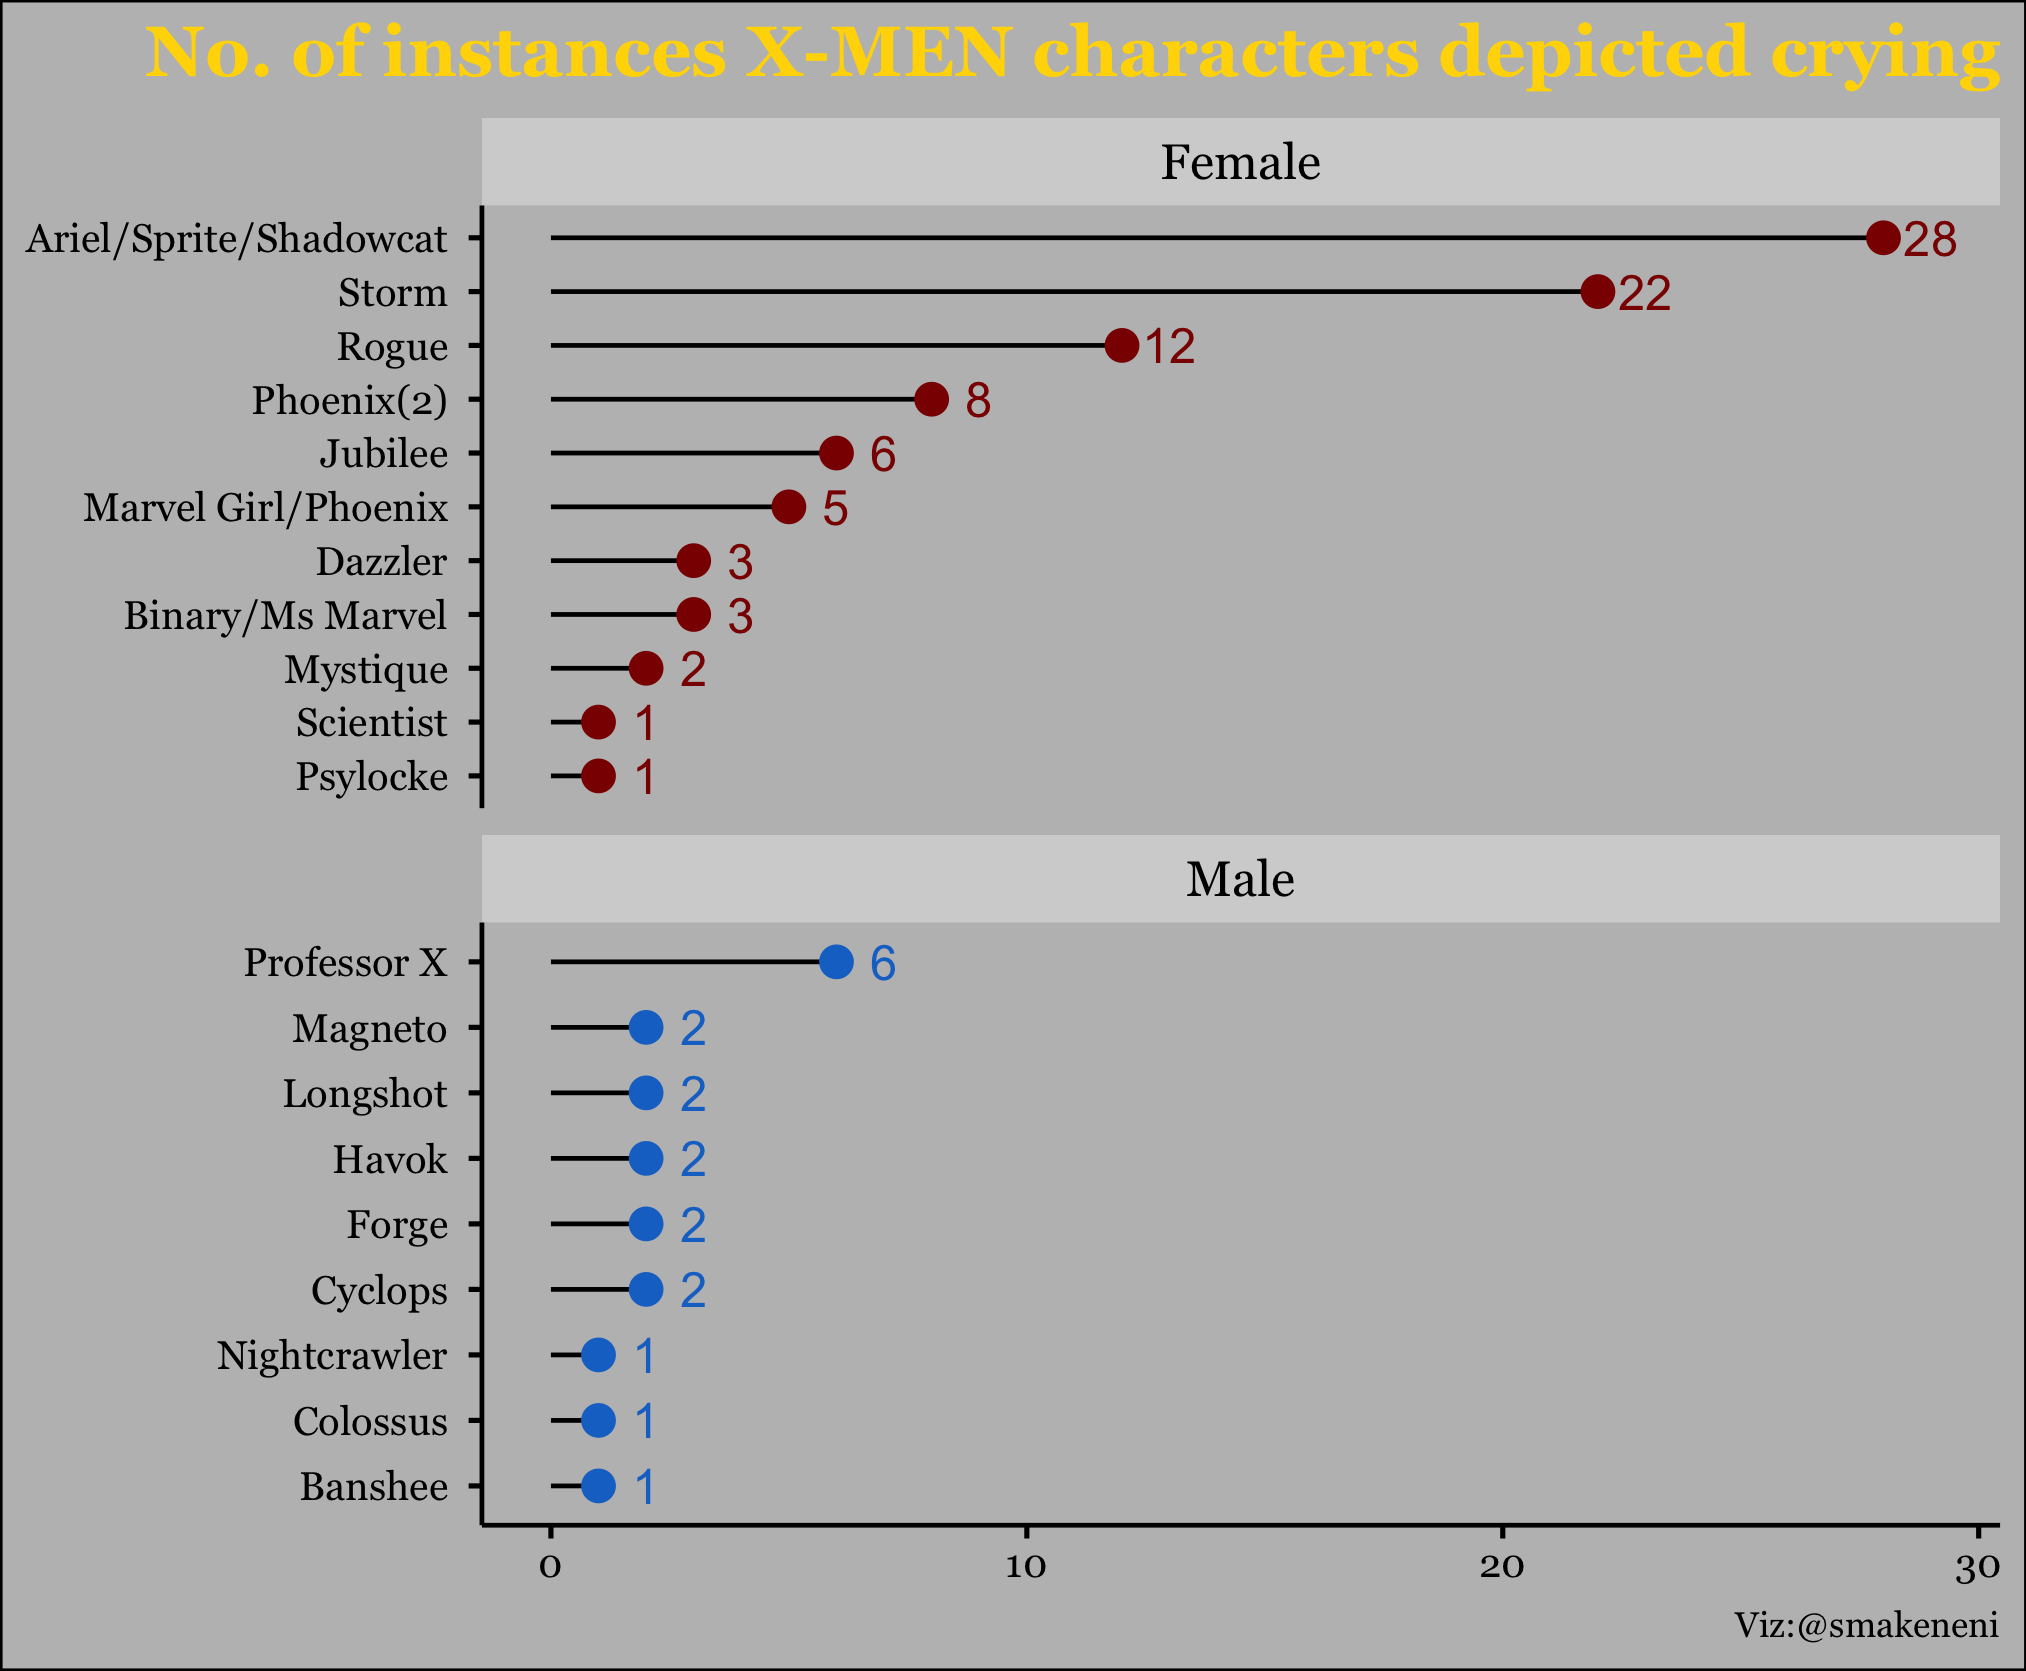 No. of instances X-MEN characters depicted crying
Female
Ariel/Sprite/Shadowcat 28
Storm 22
Rogue 12
Phoenix(2) 8
Jubilee 6
Marvel Girl/Phoenix 5
Dazzler 3
Binary/Ms Marvel 3
Mystique 2
Scientist 1
Psylocke 1
Male
Professor X 6
Magneto 2
Longshot 2
Havok 2
Forge 2
Cyclops 2
Nightcrawler 1
Colossus 1
Banshee 1
0 10 20 30
Viz:@smakeneni